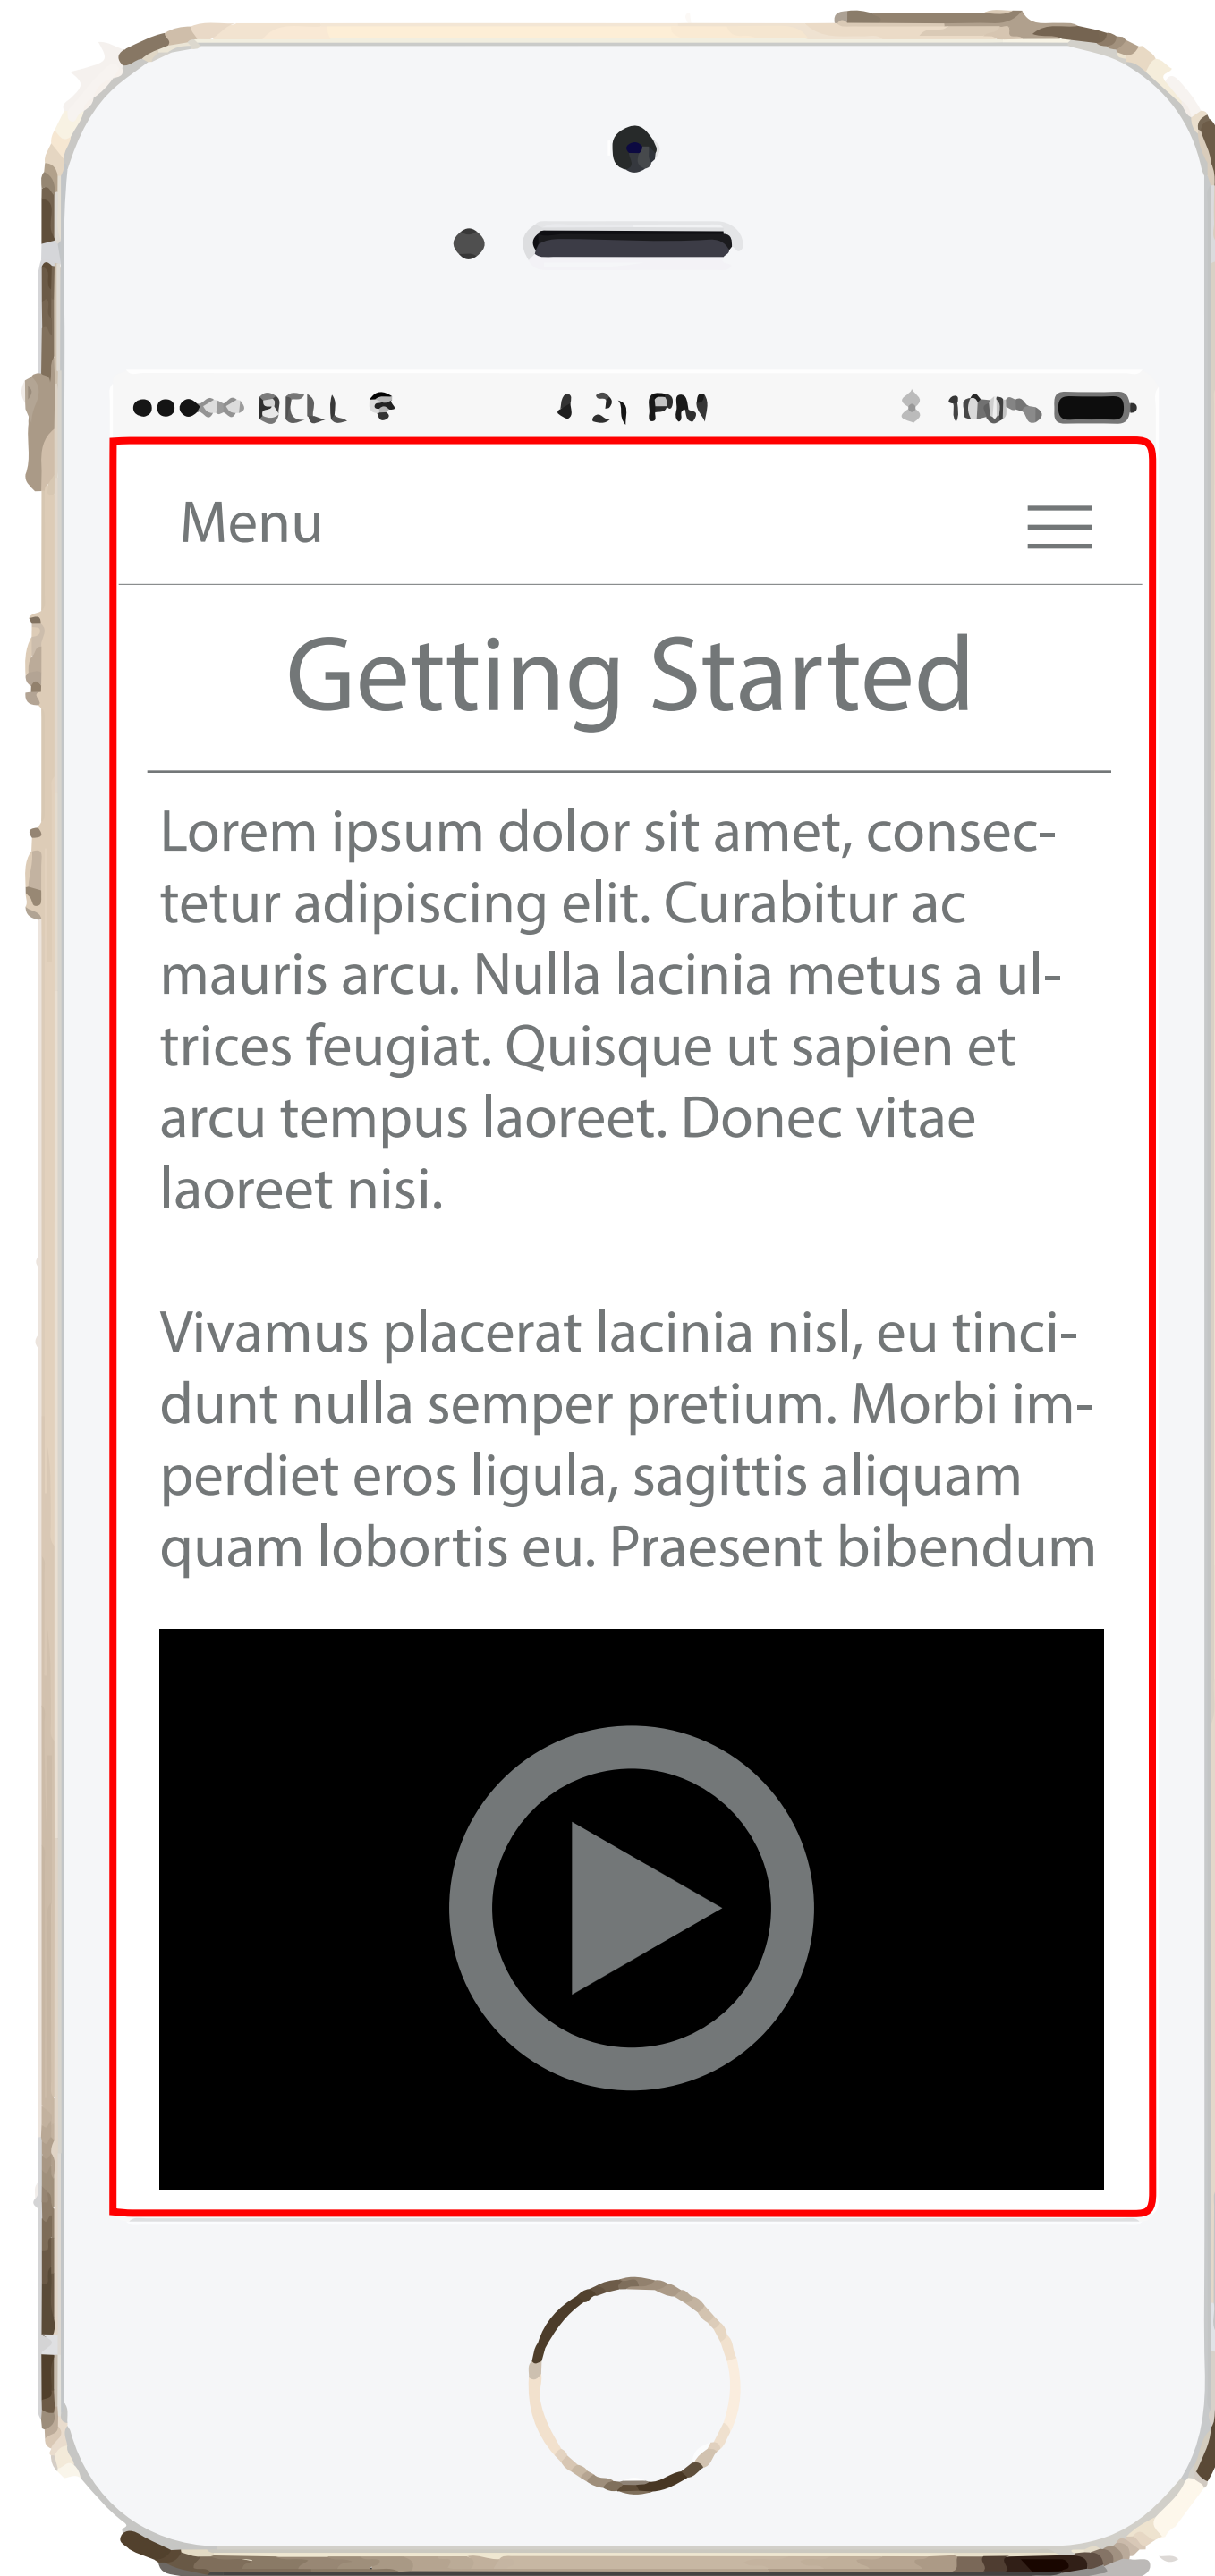 PM
Menu
Getting Started
Lorem ipsum dolor sit amet, consec-
tetur adipiscing elit. Curabitur ac
mauris arcu. Nulla lacinia metus a ul-
trices feugiat. Quisque ut sapien et
arcu tempus laoreet. Donec vitae
laoreet nisi.
Vivamus placerat lacinia nisl, eu tinci-
dunt nulla semper pretium. Morbi im-
perdiet eros ligula, sagittis aliquam
quam lobortis eu. Praesent bibendum